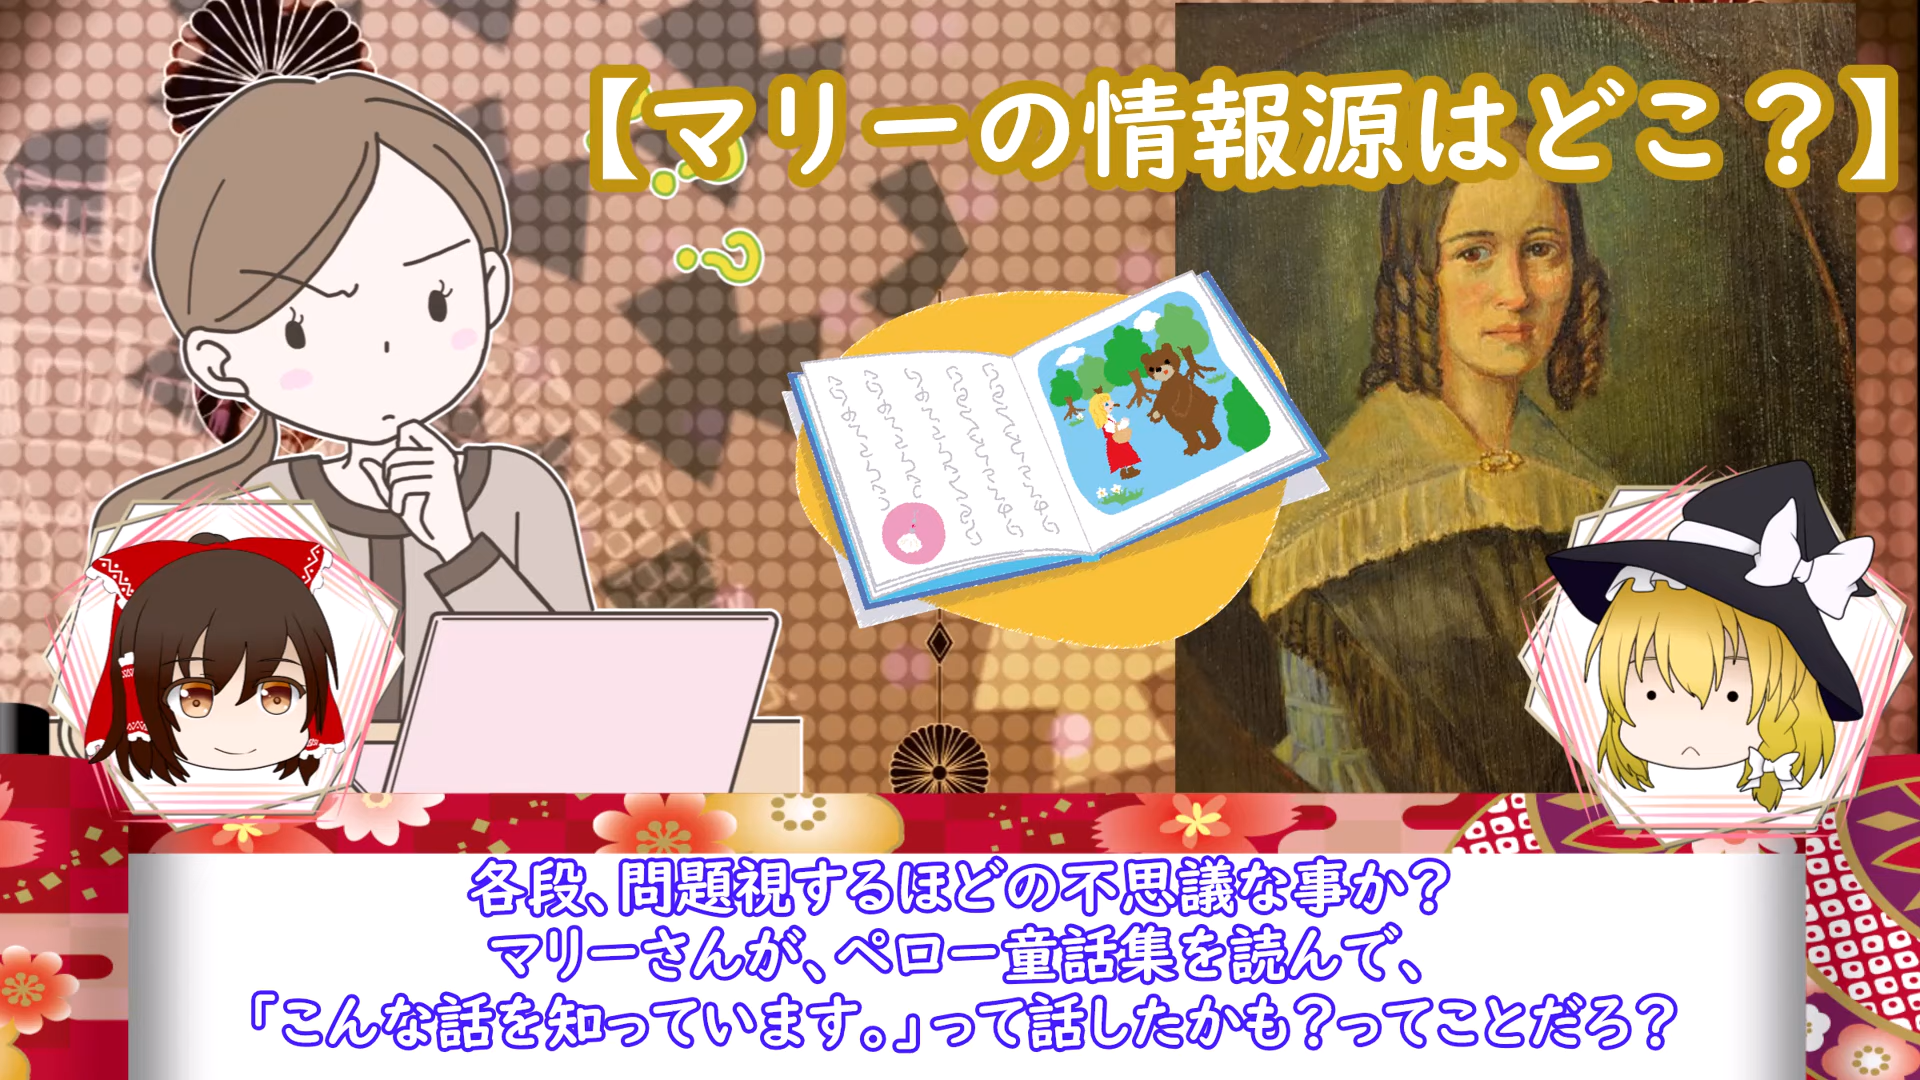 【マリーの情報源はどこ？】
各段、問題視するほどの不思議な事か？
マリーさんが、ペロー童話集を読んで、
「こんな話を知っています。」って話したかも？ってことだろ？